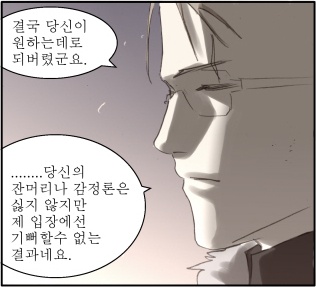 결국 당신이
원하는데로
되버렸군요.
........당신의
잔머리나 감정론은
싫지 않지만
제 입장에선
기뻐할수 없는
결과네요.